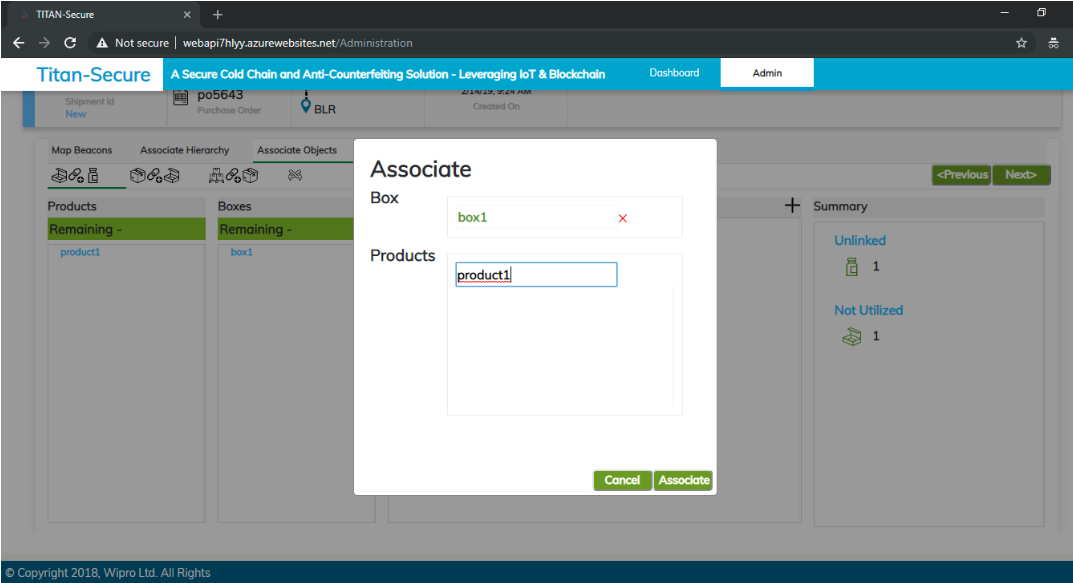 TITAN-Secure
Not secure | webapi7hlyy.azurewebsites.net/Administration
Titan-Secure
A Secure Cold Chain and Anti-Counterfeiting Solution - Leveraging IoT & Blockchain
Dashboard
Admin
Shipment Id
New
po5643
Purchase Order
BLR
2/14/19, 9:24 AM
Created On
Map Beacons
Associate Hierarchy
Associate Objects
<Previous
Next>
Products
Remaining -
product1
Boxes
Remaining -
box1
Associate
Box
box1
Products
product1
Cancel
Associate
Summary
Unlinked
1
Not Utilized
1
© Copyright 2018, Wipro Ltd. All Rights